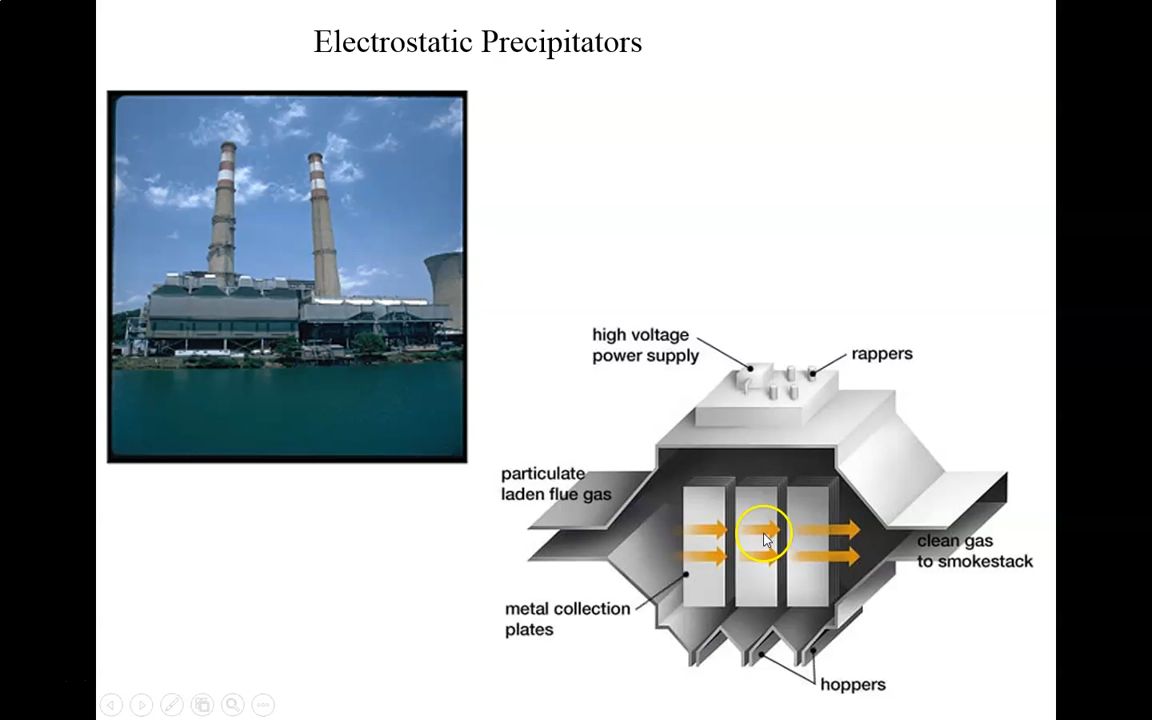 Electrostatic Precipitators
high voltage
power supply
rappers
particulate
laden flue gas
clean gas
to smokestack
metal collection
plates
hoppers